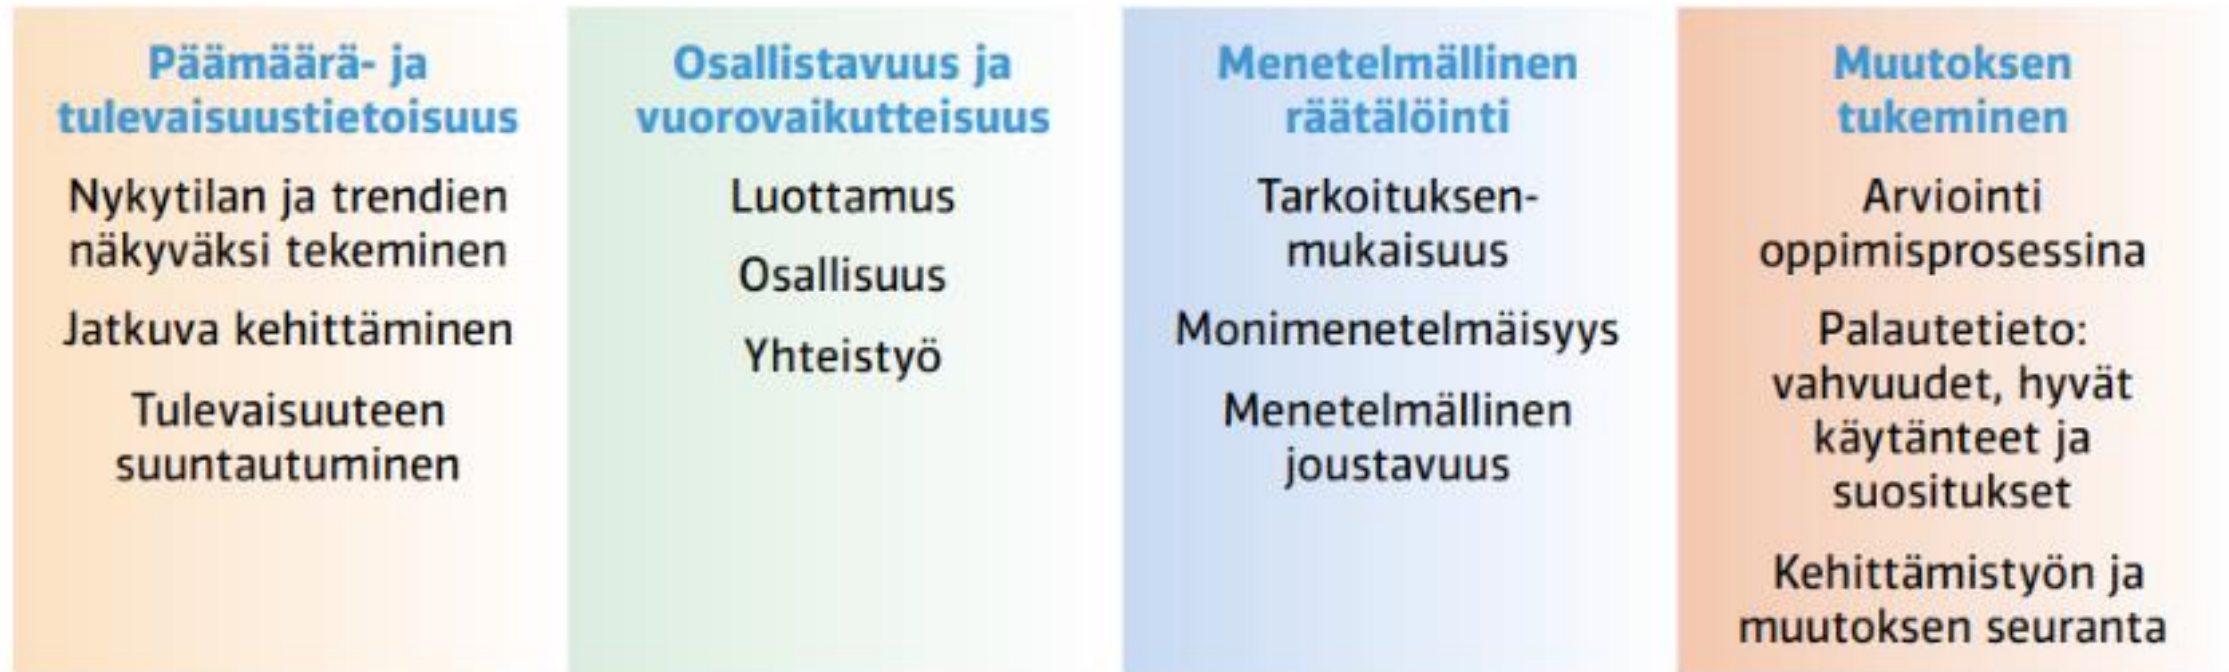 Päämäärä- ja
tulevaisuustietoisuus
Nykytilan ja trendien
näkyväksi tekeminen
Jatkuva kehittäminen
Tulevaisuuteen
suuntautuminen
Osallistavuus ja
vuorovaikutteisuus
Luottamus
Osallisuus
Yhteistyö
Menetelmällinen
räätälöinti
Tarkoituksen-
mukaisuus
Monimenetelmäisyys
Menetelmällinen
joustavuus
Muutoksen
tukeminen
Arviointi
oppimisprosessina
Palautetieto:
vahvuudet, hyvät
käytänteet ja
suositukset
Kehittämistyön ja
muutoksen seuranta